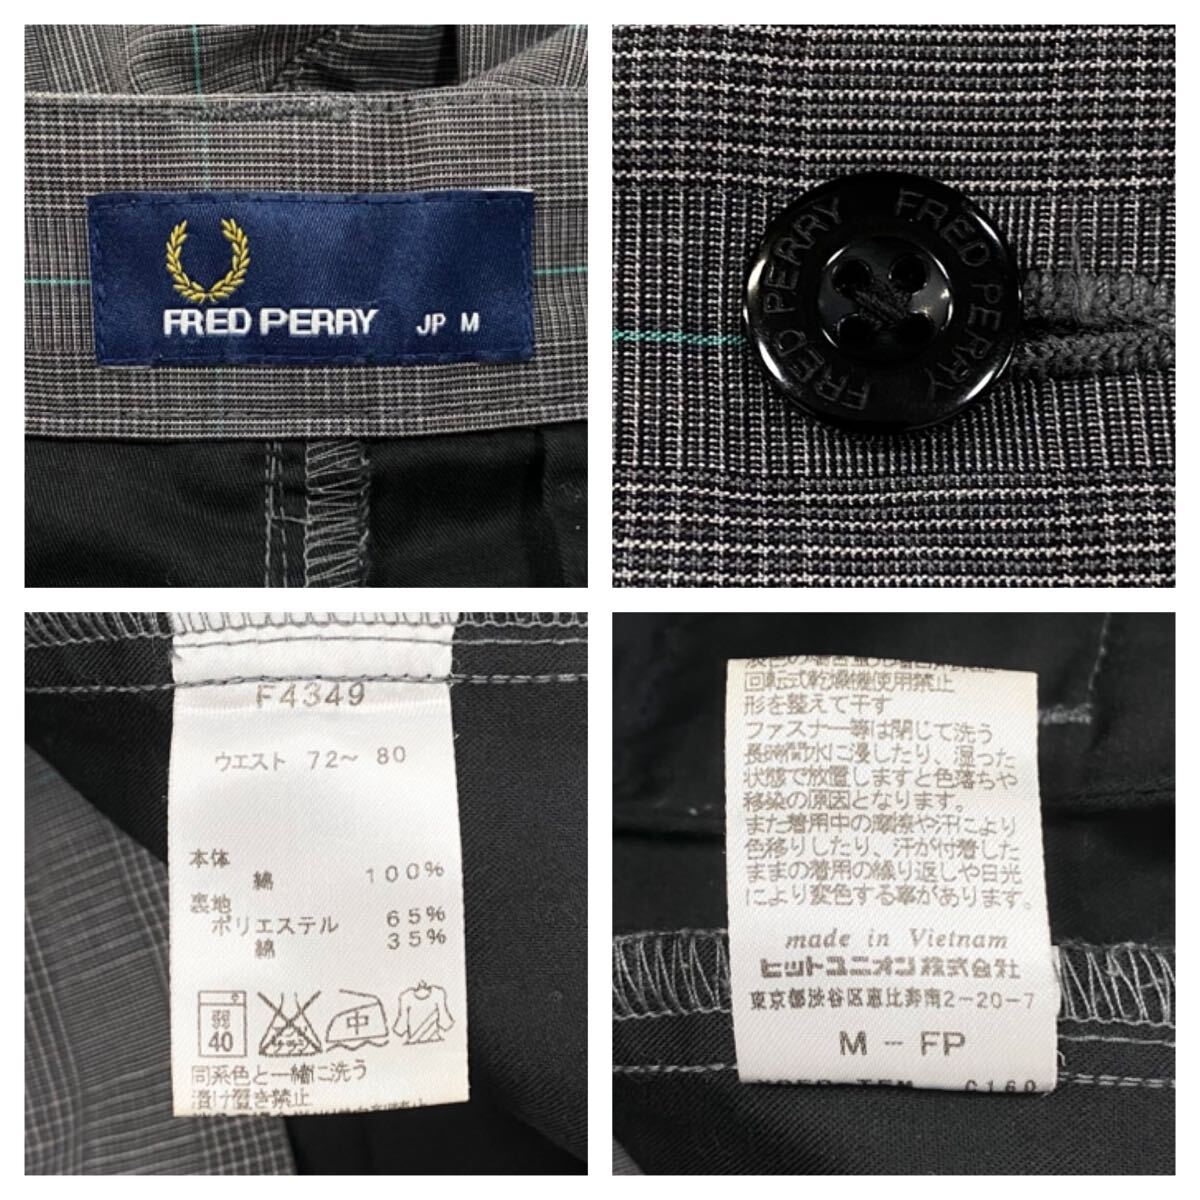 FRED PERRY JP M
FRED PERRY FRED PERRY
F4349
ウエスト 72～ 80
本体
綿 100%
裏地
ポリエステル 65%
綿 35%
弱
40
中
同系色と一緒に洗う
漬け置き禁止
回転式乾燥機使用禁止
形を整えて干す
ファスナー等は閉じて洗う
長時間水に浸したり、湿った
状態で放置しますと色落ちや
移染の原因となります。
また着用中の摩擦や汗により
色移りしたり、汗が付着した
ままの着用の繰り返しや日光
により変色する事があります。
made in Vietnam
ヒットユニオン株式会社
東京都渋谷区恵比寿南2-20-7
M-FP